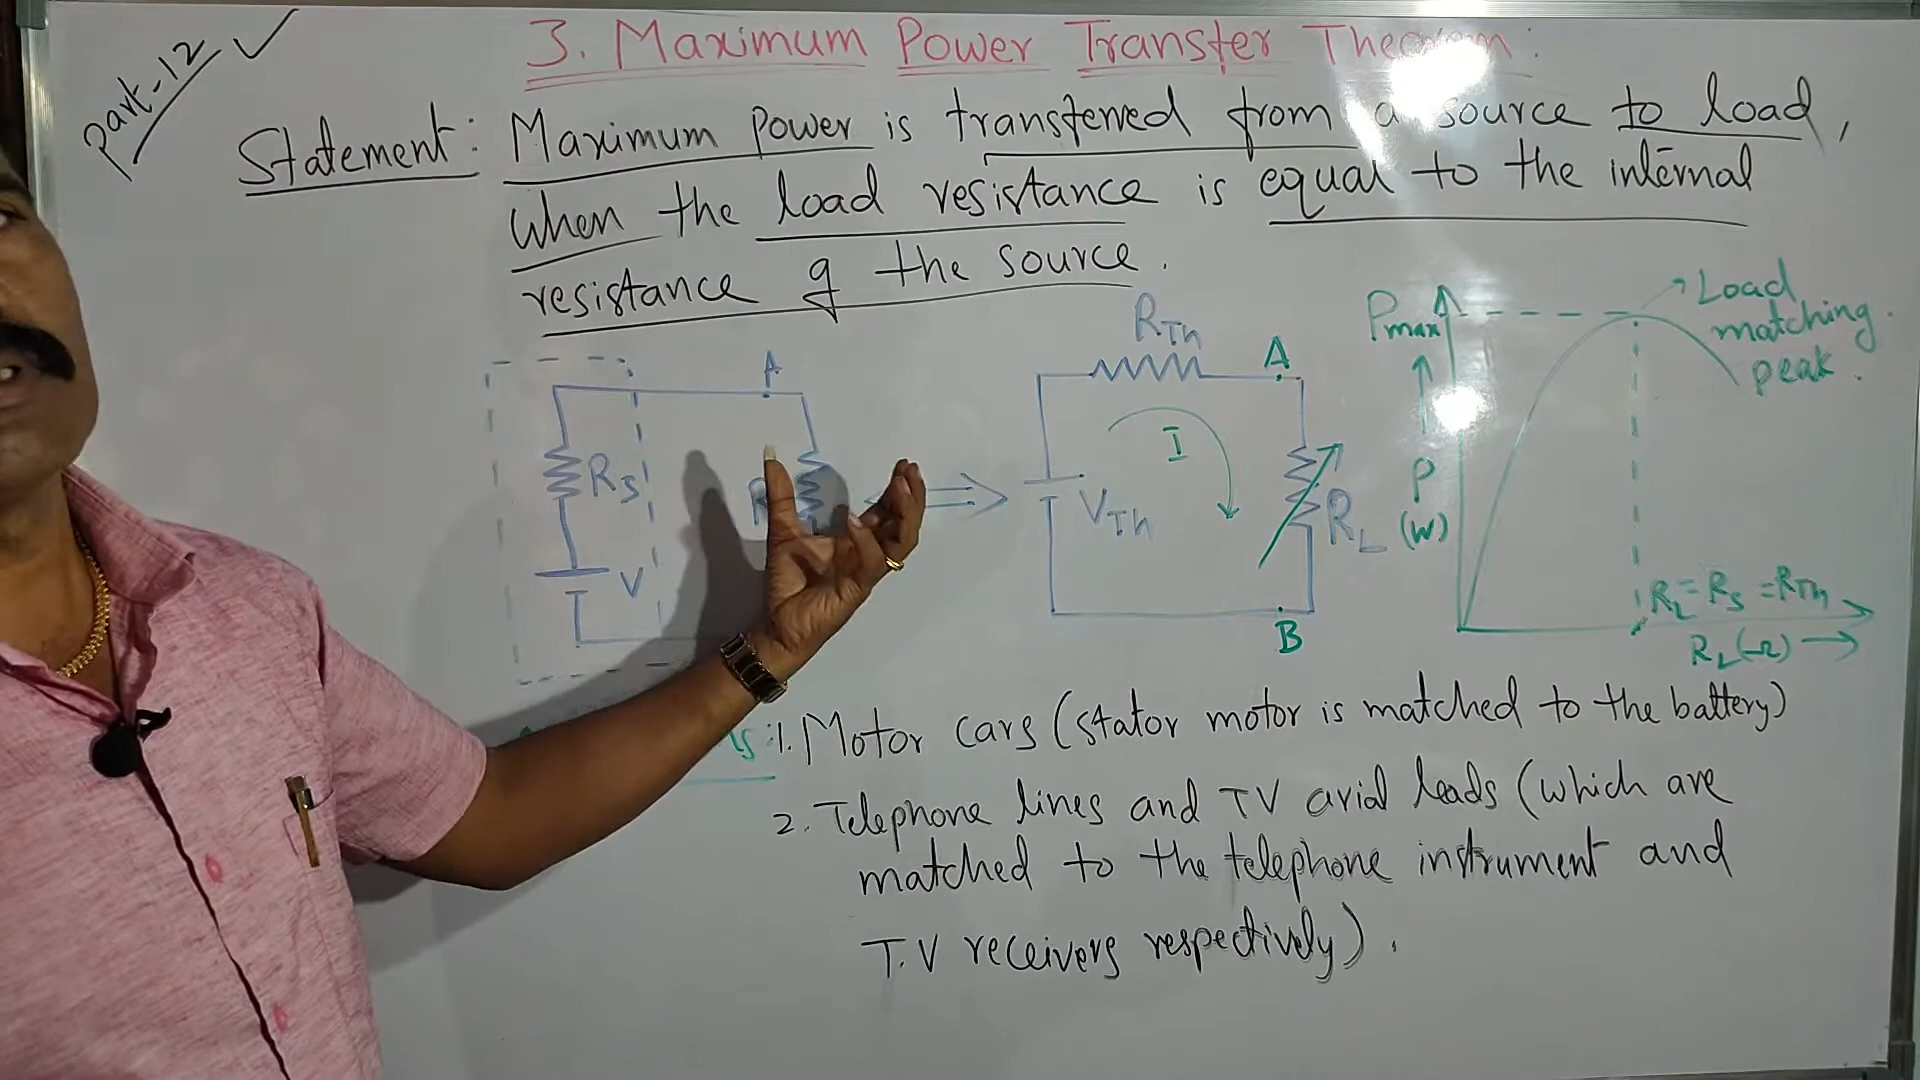 Part-12
3. Maximum Power Transfer Theorem:
Statement: Maximum power is transferred from a source to load,
when the load resistance is equal to the internal
resistance of the source.
A
RS
V
RTh
A
I
VTh
RL
B
Pmax
P
(W)
Load
matching
peak.
RL = RS = RTh
RL(Ω)
1. Motor cars (stator motor is matched to the battery)
2. Telephone lines and TV arial leads (which are
matched to the telephone instrument and
T.V receivers respectively).